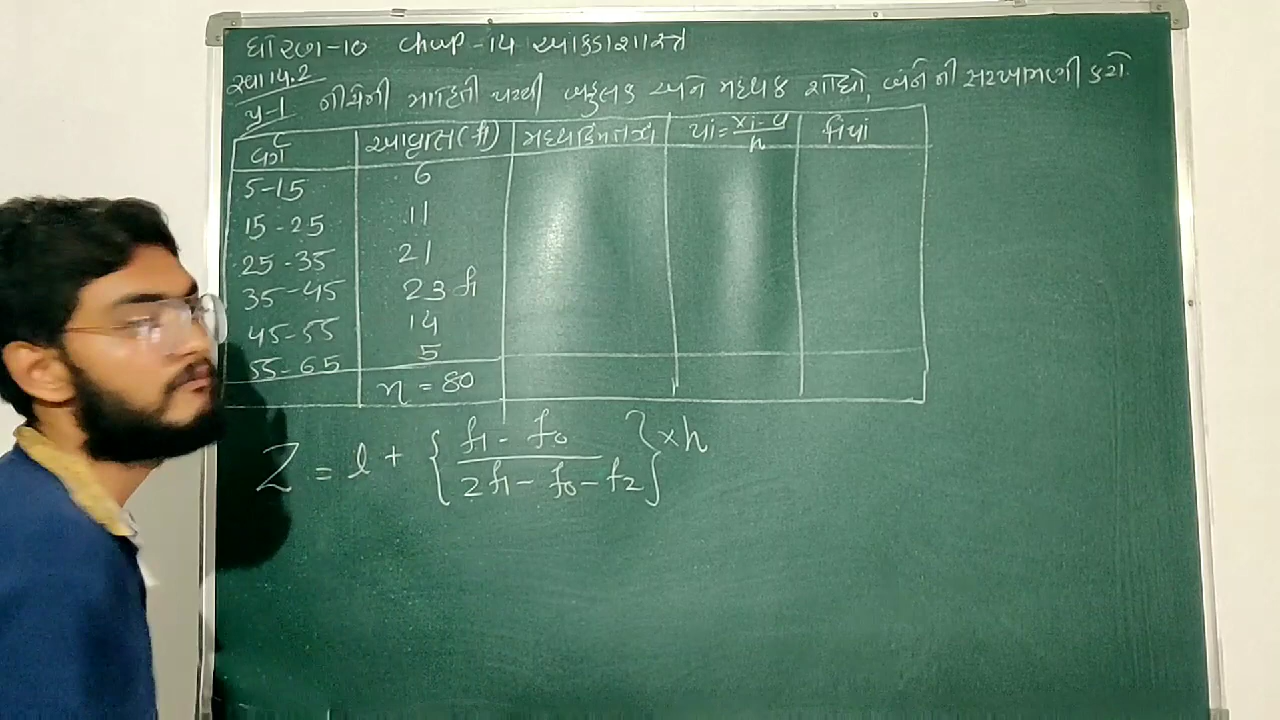 ધોરણ-10 Chap-14 આંકડાશાસ્ત્ર
સ્વા 14.2
પ્ર-1 નીચેની માહિતી પરથી બહુલક અને મધ્યક શોધો, બંનેની સરખામણી કરો.
વર્ગ આવૃત્તિ(fi) મધ્યકિંમત xi ui = xi-a / h fiui
5-15 6
15-25 11
25-35 21
35-45 23 f1
45-55 14
55-65 5
n = 80
Z = l + { f1 - f0 / 2f1 - f0 - f2 } × h